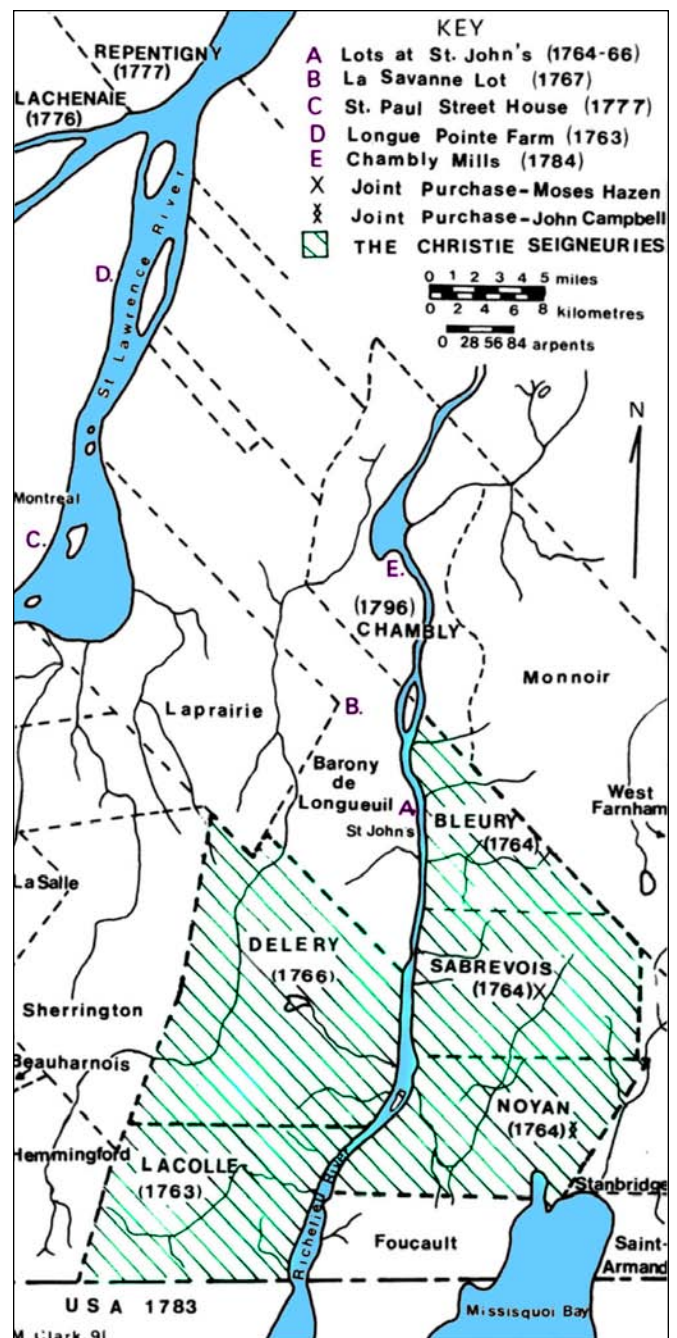 KEY
A Lots at St. John's (1764-66)
B La Savanne Lot (1767)
C St. Paul Street House (1777)
D Longue Pointe Farm (1763)
E Chambly Mills (1784)
Joint Purchase-Moses Hazen
Joint Purchase-John Campbell
THE CHRISTIE SEIGNEURIES
0 1 2 3 4 5 miles
0 2 4 6 8 kilometres
0 28 56 84 arpents
REPENTIGNY
(1777)
LACHENAIE
(1776)
D.
St Lawrence River
N
Montreal
C.
E.
(1796)
CHAMBLY
Monnoir
Laprairie
B.
Barony
de
Longueuil
A
St John's
West
Farnham
BLEURY
(1764)
La Salle
DELERY
(1766)
SABREVOIS
(1764)
Sherrington
Beauharnois
NOYAN
(1764)
Hemmingford
LACOLLE
(1763)
Stanbridge
Richelieu River
Foucault
Saint-
Armand
USA 1783
Missisquoi Bay
M. Clark 91